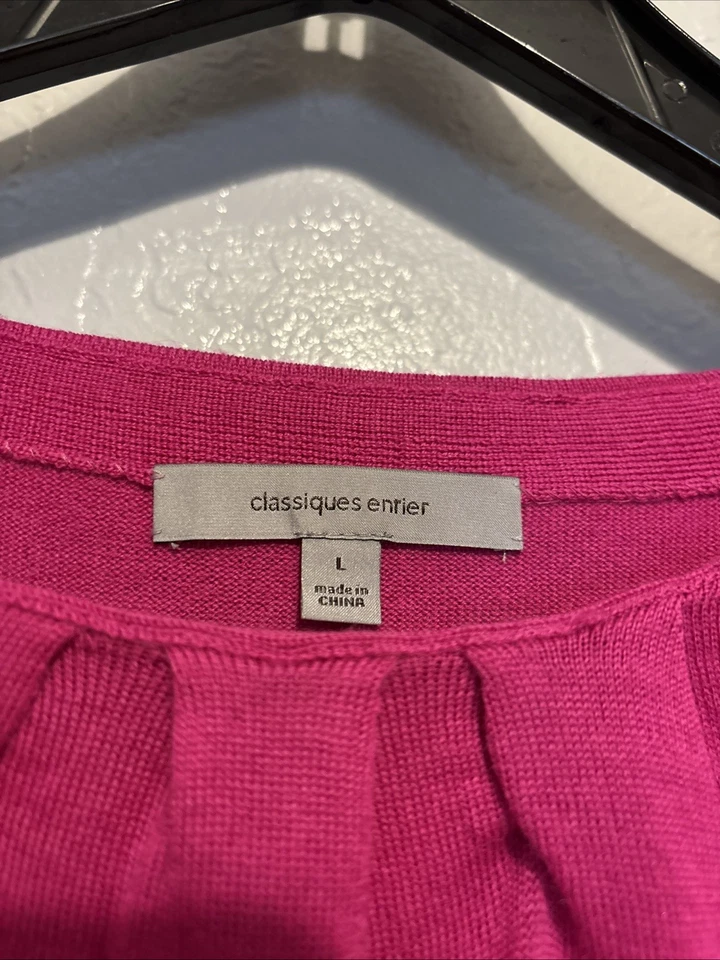 classiques entier
L
made in
CHINA